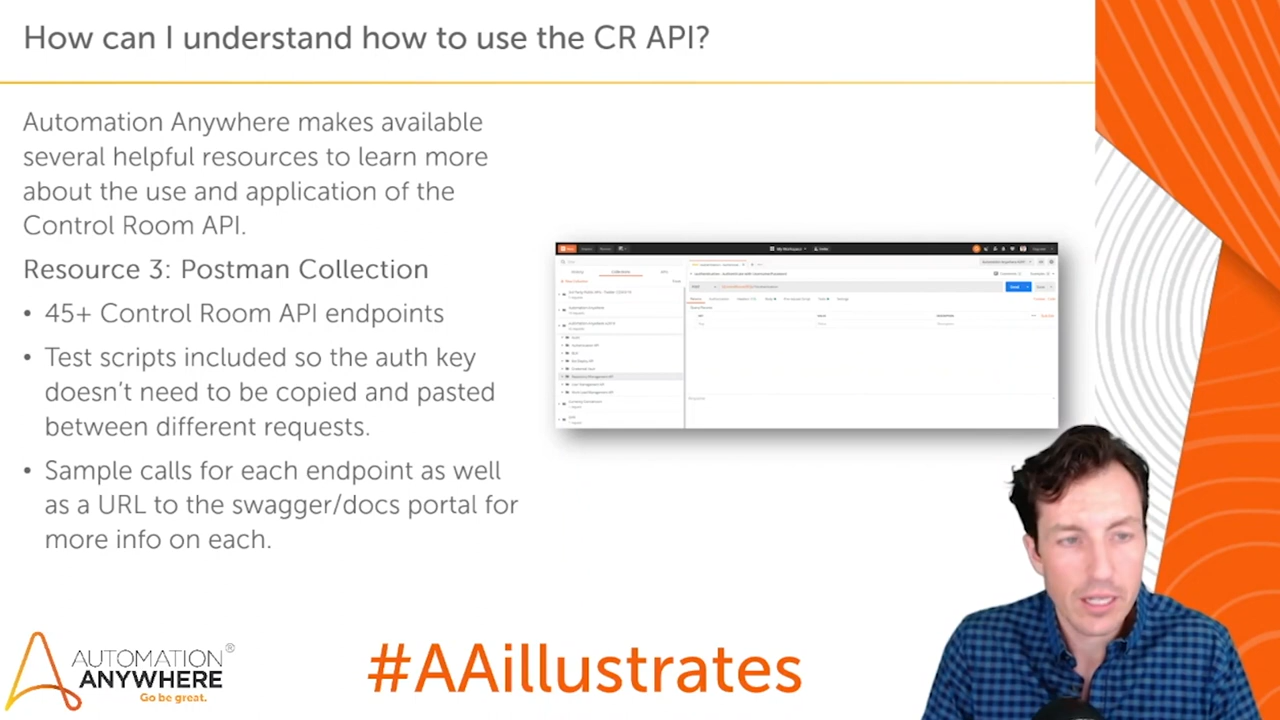 How can I understand how to use the CR API?
Automation Anywhere makes available
several helpful resources to learn more
about the use and application of the
Control Room API.
Resource 3: Postman Collection
• 45+ Control Room API endpoints
• Test scripts included so the auth key
doesn't need to be copied and pasted
between different requests.
• Sample calls for each endpoint as well
as a URL to the swagger/docs portal for
more info on each.
AUTOMATION ®
ANYWHERE
Go be great.
#AAillustrates